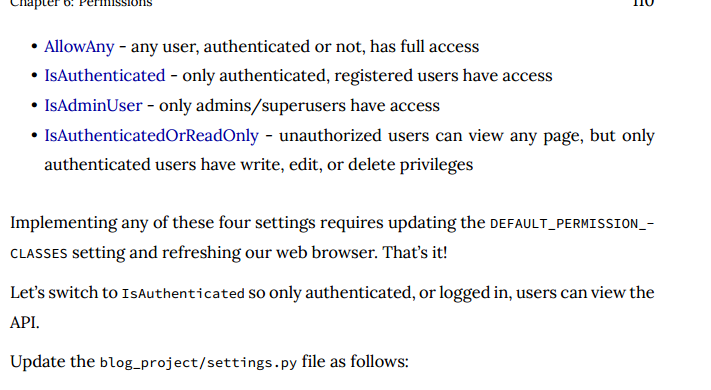 Chapter 6: Permissions 110
• AllowAny - any user, authenticated or not, has full access
• IsAuthenticated - only authenticated, registered users have access
• IsAdminUser - only admins/superusers have access
• IsAuthenticatedOrReadOnly - unauthorized users can view any page, but only
authenticated users have write, edit, or delete privileges
Implementing any of these four settings requires updating the DEFAULT_PERMISSION_-
CLASSES setting and refreshing our web browser. That’s it!
Let’s switch to IsAuthenticated so only authenticated, or logged in, users can view the
API.
Update the blog_project/settings.py file as follows: